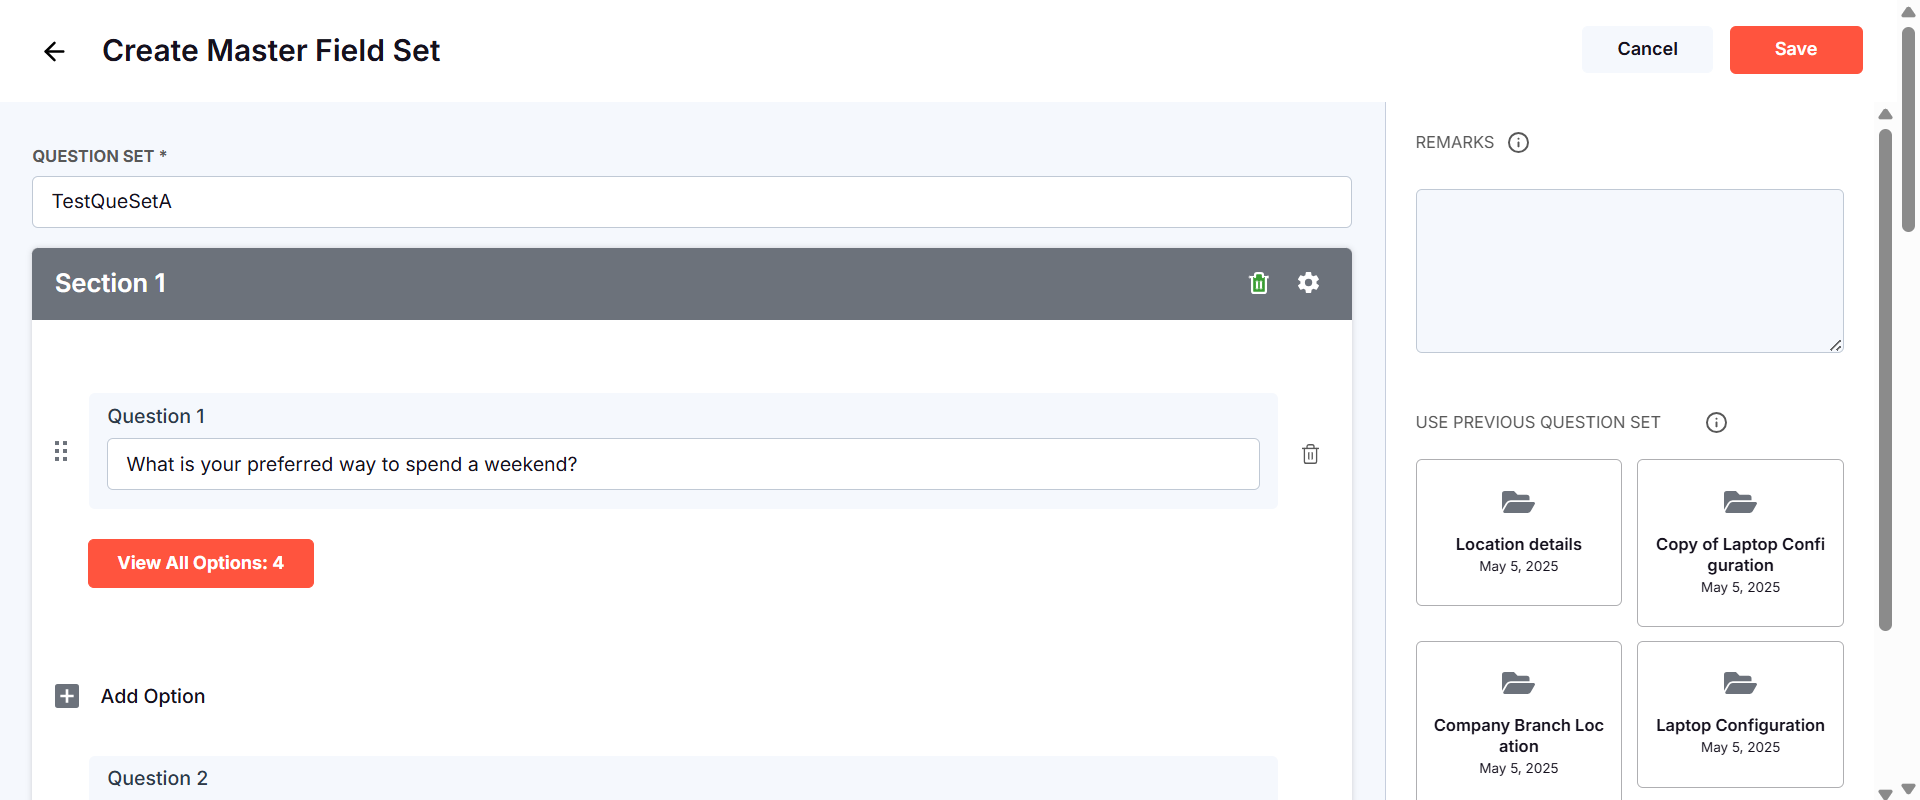 Create Master Field Set
Cancel
Save
QUESTION SET *
TestQueSetA
Section 1
Question 1
What is your preferred way to spend a weekend?
View All Options: 4
Add Option
Question 2
REMARKS
USE PREVIOUS QUESTION SET
Location details
May 5, 2025
Copy of Laptop Confi
guration
May 5, 2025
Company Branch Loc
ation
May 5, 2025
Laptop Configuration
May 5, 2025